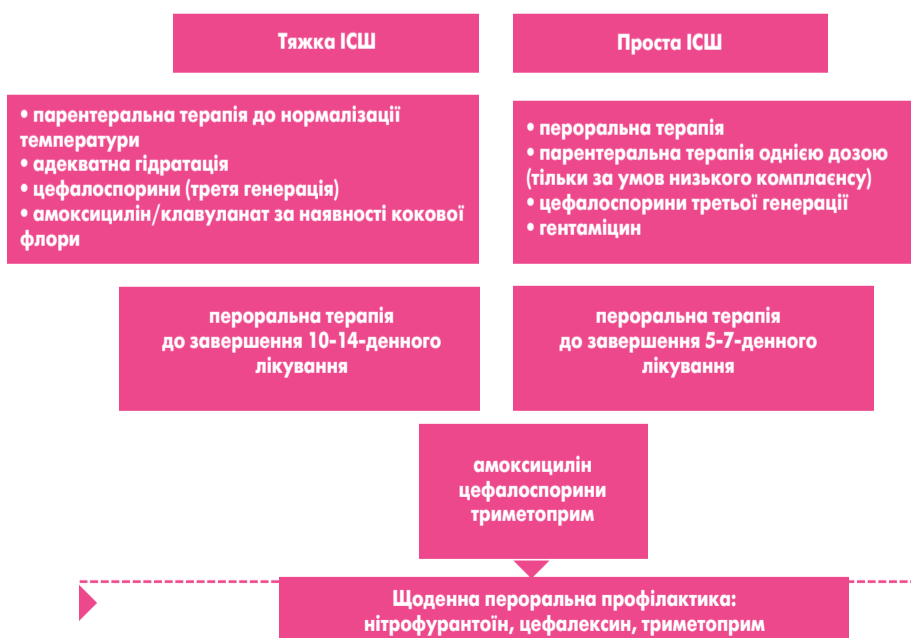 Тяжка ІСШ
Проста ІСШ
• парентеральна терапія до нормалізації
температури
• адекватна гідратація
• цефалоспорини (третя генерація)
• амоксицилін/клавуланат за наявності кокової
флори
• пероральна терапія
• парентеральна терапія однією дозою
(тільки за умов низького комплаєнсу)
• цефалоспорини третьої генерації
• гентаміцин
пероральна терапія
до завершення 10-14-денного
лікування
пероральна терапія
до завершення 5-7-денного
лікування
амоксицилін
цефалоспорини
триметоприм
Щоденна пероральна профілактика:
нітрофурантоїн, цефалексин, триметоприм